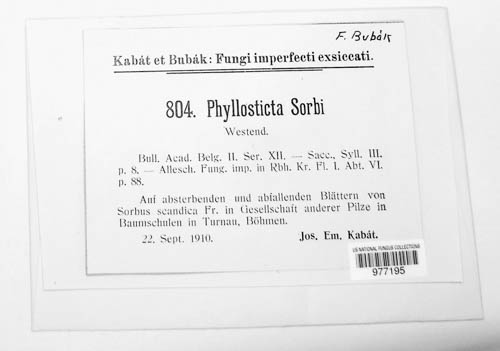 F. Bubák
Kabát et Bubák: Fungi imperfecti exsiccati.
804. Phyllosticta Sorbi
Westend.
Bull. Acad. Belg. II. Ser. XII. — Sacc., Syll. III.
p. 8. — Allesch. Fung. imp. in Rbh. Kr. Fl. I. Abt. VI.
p. 88.
Auf absterbenden und abfallenden Blättern von
Sorbus scandica Fr. in Gesellschaft anderer Pilze in
Baumschulen in Turnau, Böhmen.
22. Sept. 1910. Jos. Em. Kabát.
US NATIONAL FUNGUS COLLECTIONS
977195